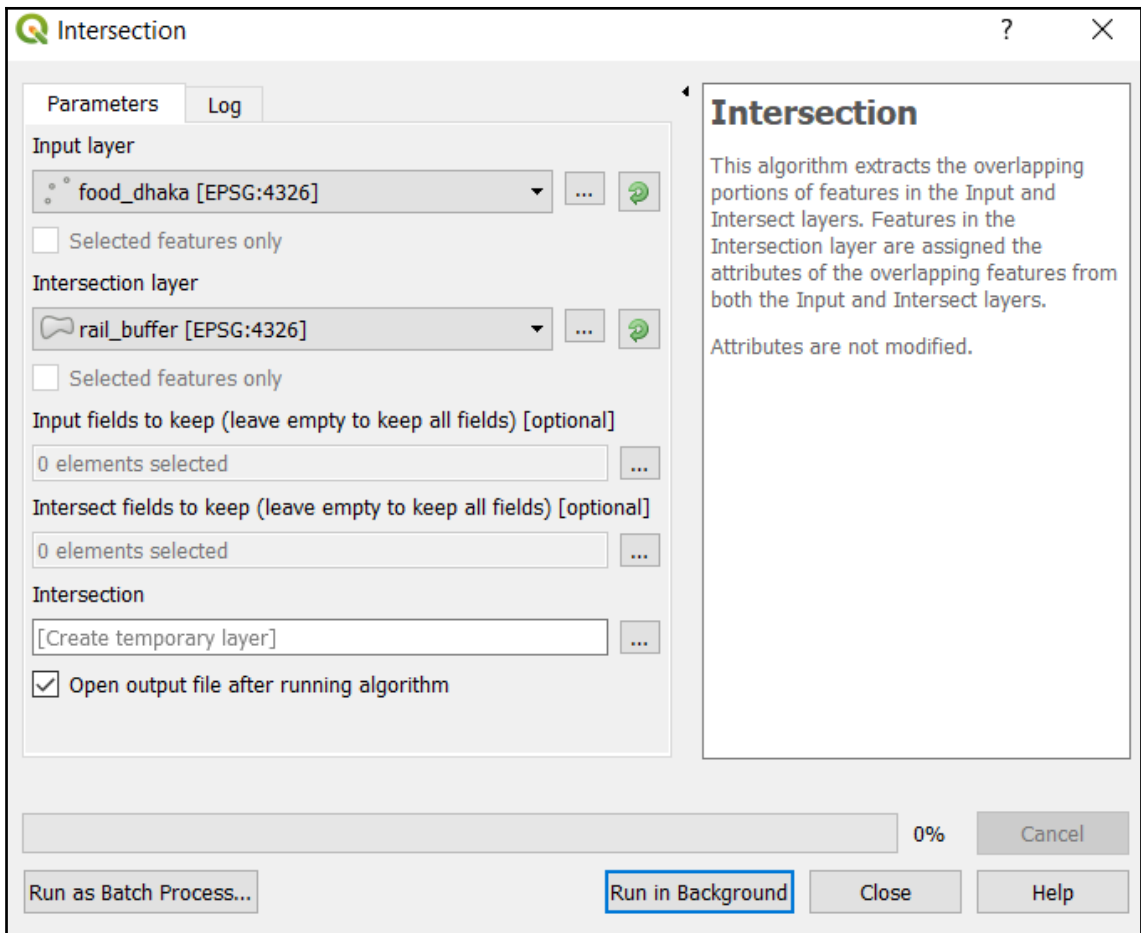 Intersection
?
Parameters
Log
Input layer
food_dhaka [EPSG:4326]
...
Selected features only
Intersection layer
rail_buffer [EPSG:4326]
...
Selected features only
Input fields to keep (leave empty to keep all fields) [optional]
0 elements selected
...
Intersect fields to keep (leave empty to keep all fields) [optional]
0 elements selected
...
Intersection
[Create temporary layer]
...
Open output file after running algorithm
Intersection
This algorithm extracts the overlapping
portions of features in the Input and
Intersect layers. Features in the
Intersection layer are assigned the
attributes of the overlapping features from
both the Input and Intersect layers.
Attributes are not modified.
0%
Cancel
Run as Batch Process...
Run in Background
Close
Help